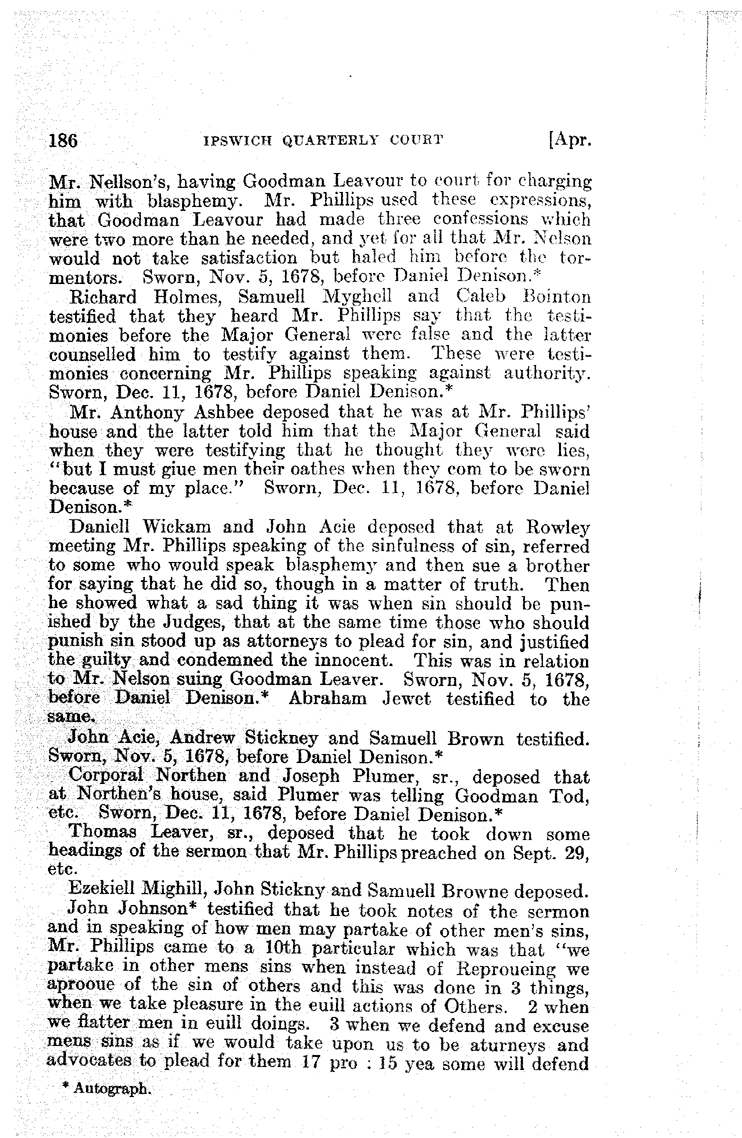 186 IPSWICH QUARTERLY COURT [Apr.
Mr. Nellson's, having Goodman Leavour to court for charging
him with blasphemy. Mr. Phillips used these expressions,
that Goodman Leavour had made three confessions which
were two more than he needed, and yet for all that Mr. Nelson
would not take satisfaction but haled him before the tor-
mentors. Sworn, Nov. 5, 1678, before Daniel Denison.*
Richard Holmes, Samuell Myghell and Caleb Bointon
testified that they heard Mr. Phillips say that the testi-
monies before the Major General were false and the latter
counselled him to testify against them. These were testi-
monies concerning Mr. Phillips speaking against authority.
Sworn, Dec. 11, 1678, before Daniel Denison.*
Mr. Anthony Ashbee deposed that he was at Mr. Phillips'
house and the latter told him that the Major General said
when they were testifying that he thought they were lies,
"but I must giue men their oathes when they com to be sworn
because of my place." Sworn, Dec. 11, 1678, before Daniel
Denison.*
Daniell Wickam and John Acie deposed that at Rowley
meeting Mr. Phillips speaking of the sinfulness of sin, referred
to some who would speak blasphemy and then sue a brother
for saying that he did so, though in a matter of truth. Then
he showed what a sad thing it was when sin should be pun-
ished by the Judges, that at the same time those who should
punish sin stood up as attorneys to plead for sin, and justified
the guilty and condemned the innocent. This was in relation
to Mr. Nelson suing Goodman Leaver. Sworn, Nov. 5, 1678,
before Daniel Denison.* Abraham Jewet testified to the
same.
John Acie, Andrew Stickney and Samuell Brown testified.
Sworn, Nov. 5, 1678, before Daniel Denison.*
Corporal Northen and Joseph Plumer, sr., deposed that
at Northen's house, said Plumer was telling Goodman Tod,
etc. Sworn, Dec. 11, 1678, before Daniel Denison.*
Thomas Leaver, sr., deposed that he took down some
headings of the sermon that Mr. Phillips preached on Sept. 29,
etc.
Ezekiell Mighill, John Stickny and Samuell Browne deposed.
John Johnson* testified that he took notes of the sermon
and in speaking of how men may partake of other men's sins,
Mr. Phillips came to a 10th particular which was that "we
partake in other mens sins when instead of Reproueing we
aprooue of the sin of others and this was done in 3 things,
when we take pleasure in the euill actions of Others. 2 when
we flatter men in euill doings. 3 when we defend and excuse
mens sins as if we would take upon us to be aturneys and
advocates to plead for them 17 pro : 15 yea some will defend
* Autograph.